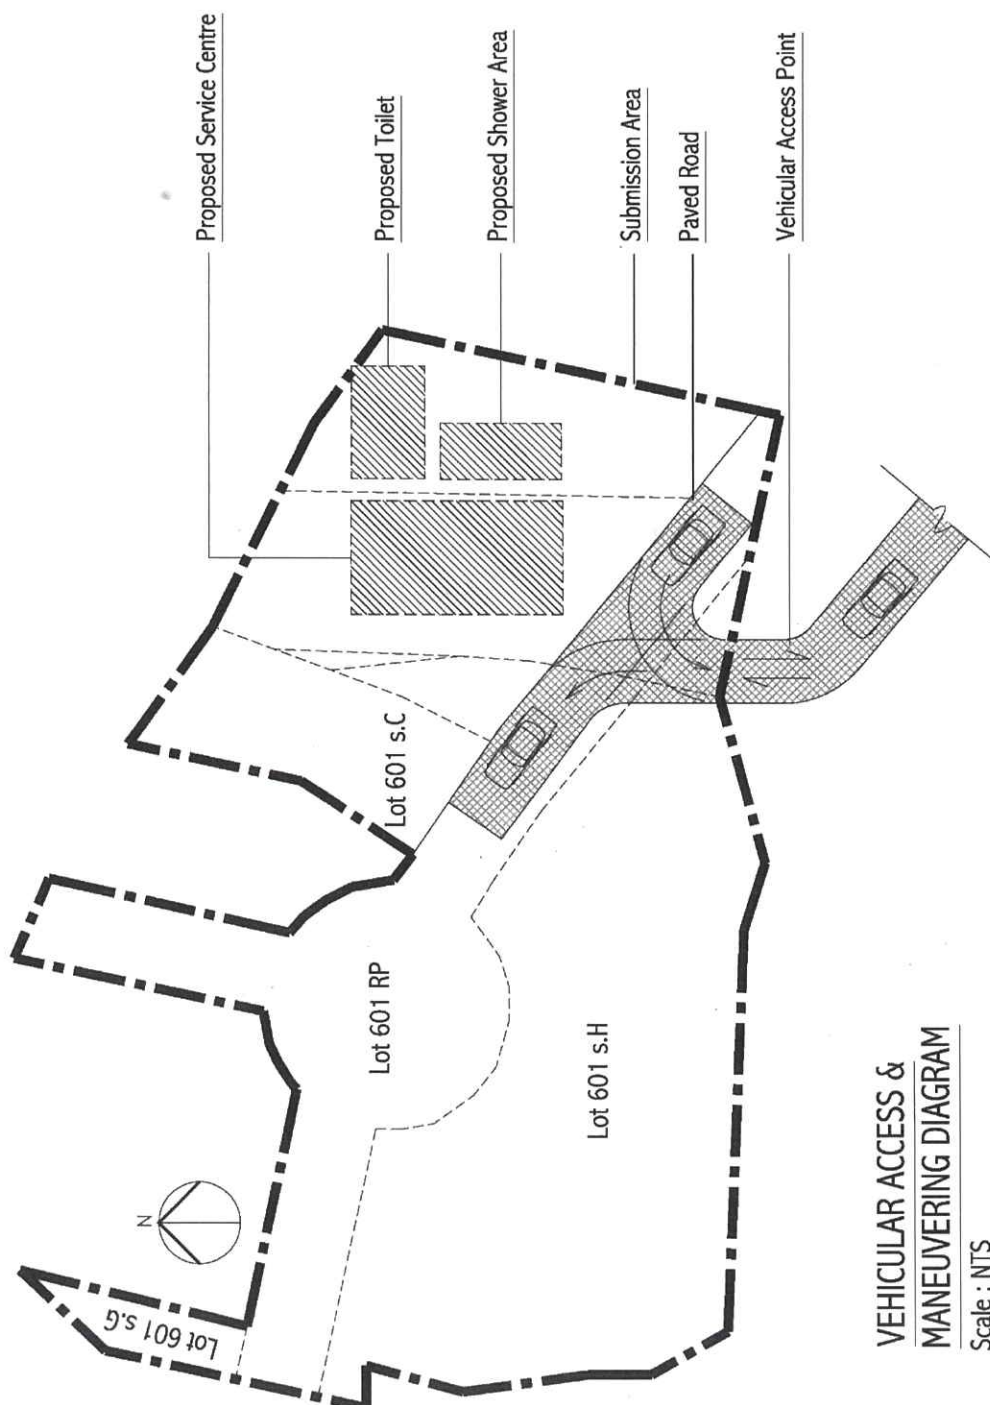 Proposed Service Centre
Proposed Toilet
Proposed Shower Area
Submission Area
Paved Road
Vehicular Access Point
Lot 601 s.C
Lot 601 RP
Lot 601 s.H
Lot 601 s.G
N
VEHICULAR ACCESS &
MANEUVERING DIAGRAM
Scale : NTS